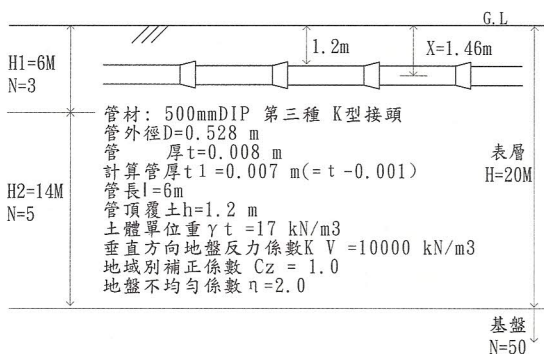 G.L
1.2m
X=1.46m
H1=6M
N=3
管材: 500mmDIP 第三種 K型接頭
管外徑D=0.528 m
管 厚t=0.008 m
計算管厚t1=0.007 m(= t -0.001)
管長l=6m
管頂覆土h=1.2 m
土體單位重γt =17 kN/m3
垂直方向地盤反力係數K V =10000 kN/m3
地域別補正係數 Cz = 1.0
地盤不均勻係數η=2.0
H2=14M
N=5
表層
H=20M
基盤
N=50